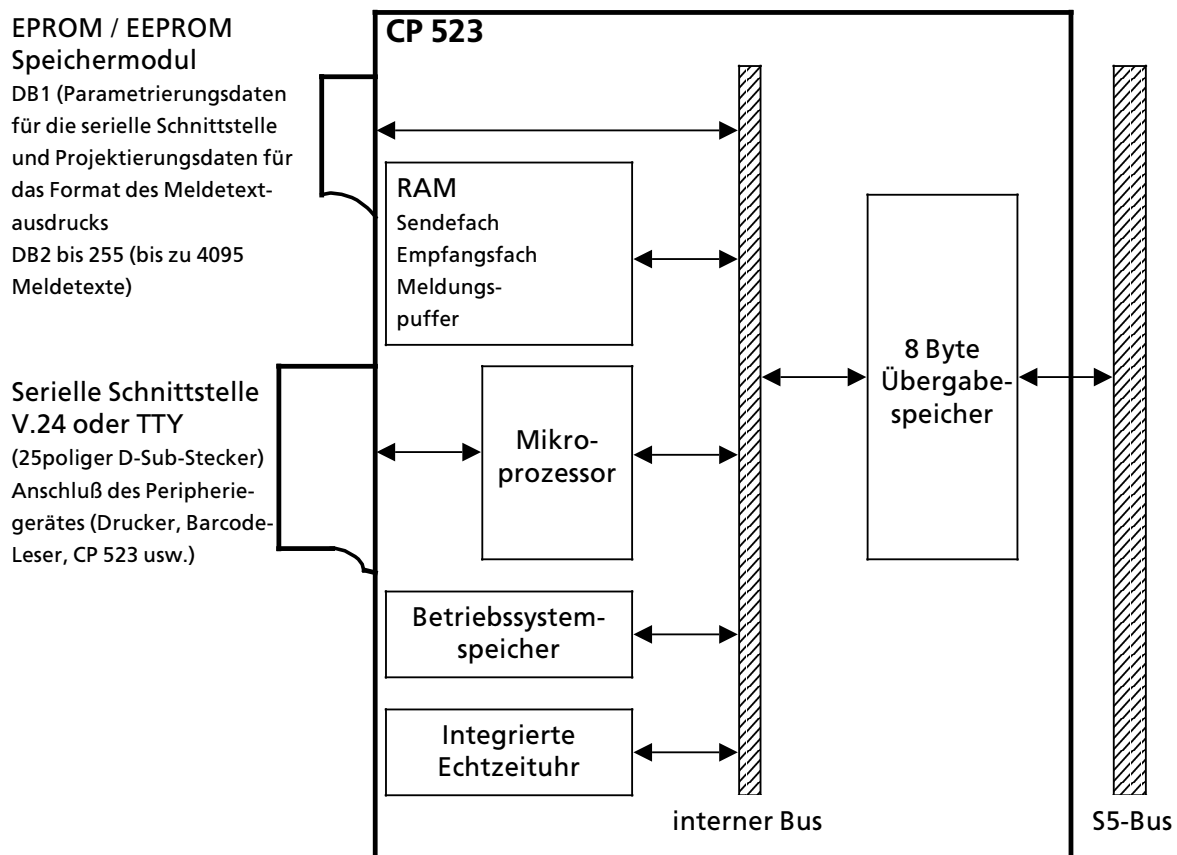 EPROM / EEPROM
Speichermodul
DB1 (Parametrierungsdaten
für die serielle Schnittstelle
und Projektierungsdaten für
das Format des Meldetext-
ausdrucks
DB2 bis 255 (bis zu 4095
Meldetexte)
Serielle Schnittstelle
V.24 oder TTY
(25poliger D-Sub-Stecker)
Anschluß des Peripherie-
gerätes (Drucker, Barcode-
Leser, CP 523 usw.)
CP 523
RAM
Sendefach
Empfangsfach
Meldungs-
puffer
Mikro-
prozessor
Betriebssystem-
speicher
Integrierte
Echtzeituhr
8 Byte
Übergabe-
speicher
interner Bus
S5-Bus